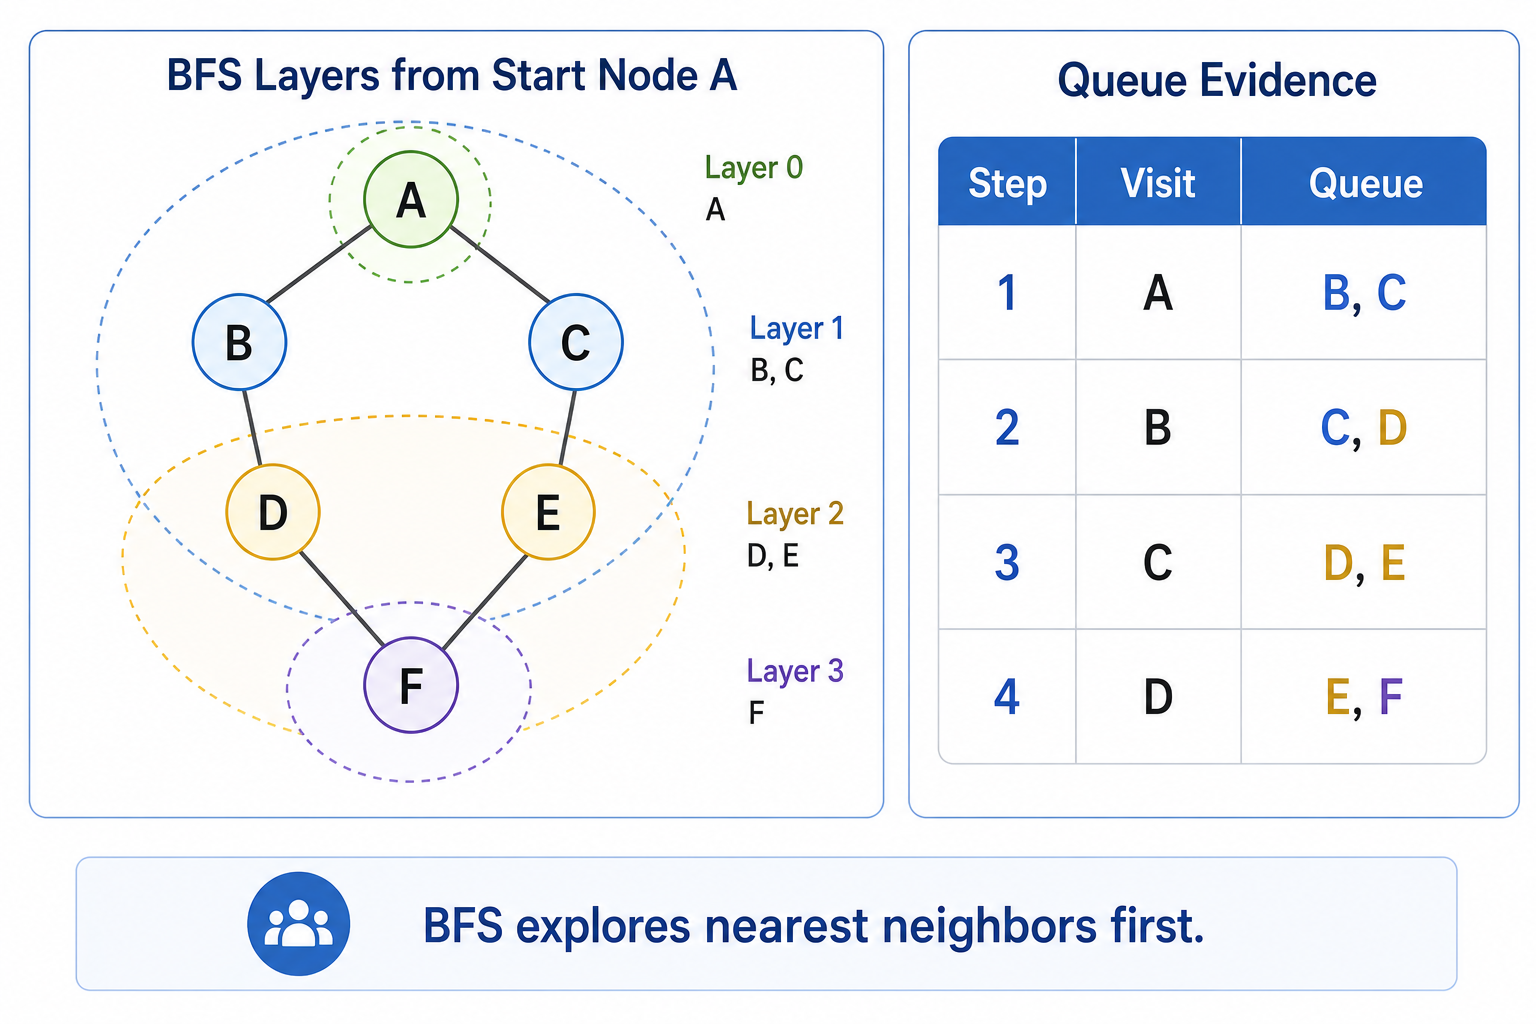 BFS Layers from Start Node A
A
B
C
D
E
F
Layer 0
A
Layer 1
B, C
Layer 2
D, E
Layer 3
F
Queue Evidence
Step Visit Queue
1 A B, C
2 B C, D
3 C D, E
4 D E, F
BFS explores nearest neighbors first.